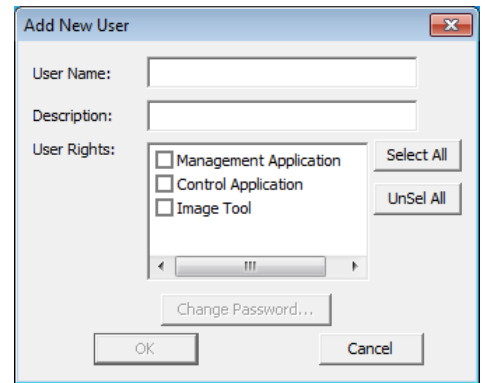 Add New User
User Name:
Description:
User Rights:
Management Application
Select All
Control Application
UnSel All
Image Tool
Change Password...
OK
Cancel